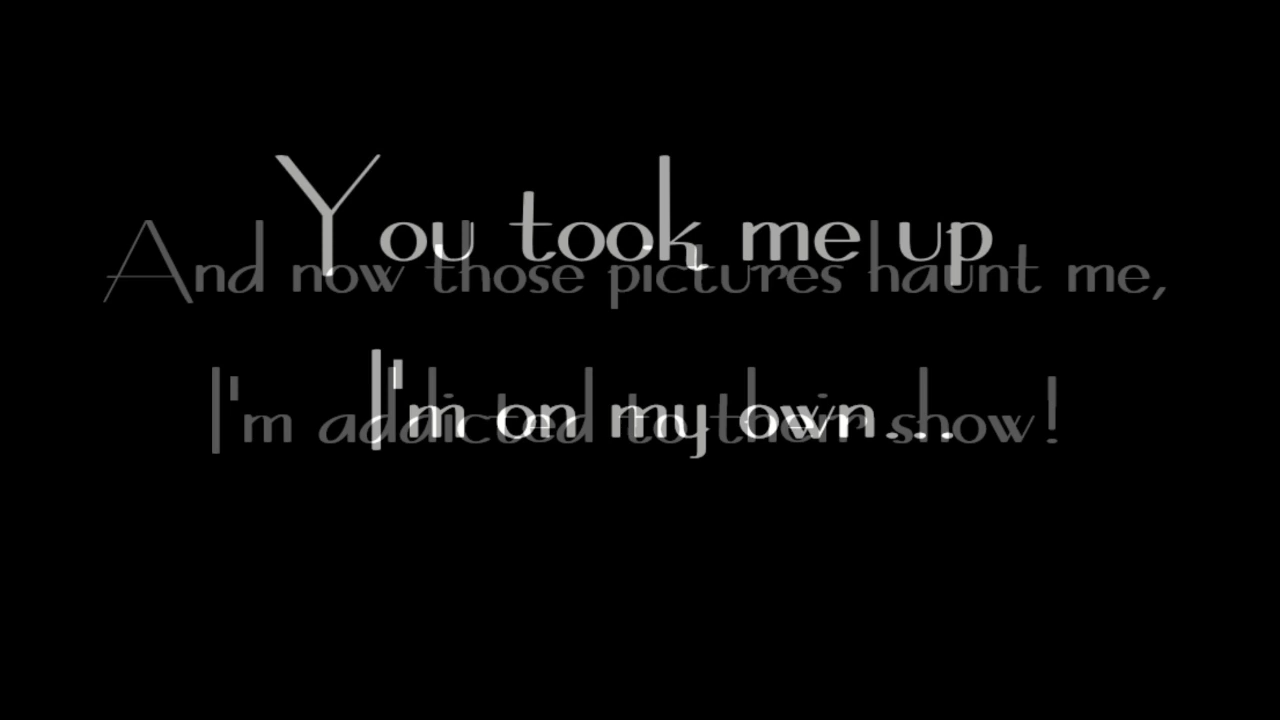 You took me up
And now those pictures haunt me,
I'm on my own...
I'm addicted to their show!